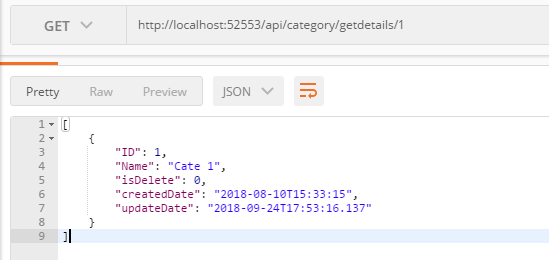 GET http://localhost:52553/api/category/getdetails/1
Pretty Raw Preview JSON
1 [
2 {
3 "ID": 1,
4 "Name": "Cate 1",
5 "isDelete": 0,
6 "createdDate": "2018-08-10T15:33:15",
7 "updateDate": "2018-09-24T17:53:16.137"
8 }
9 ]